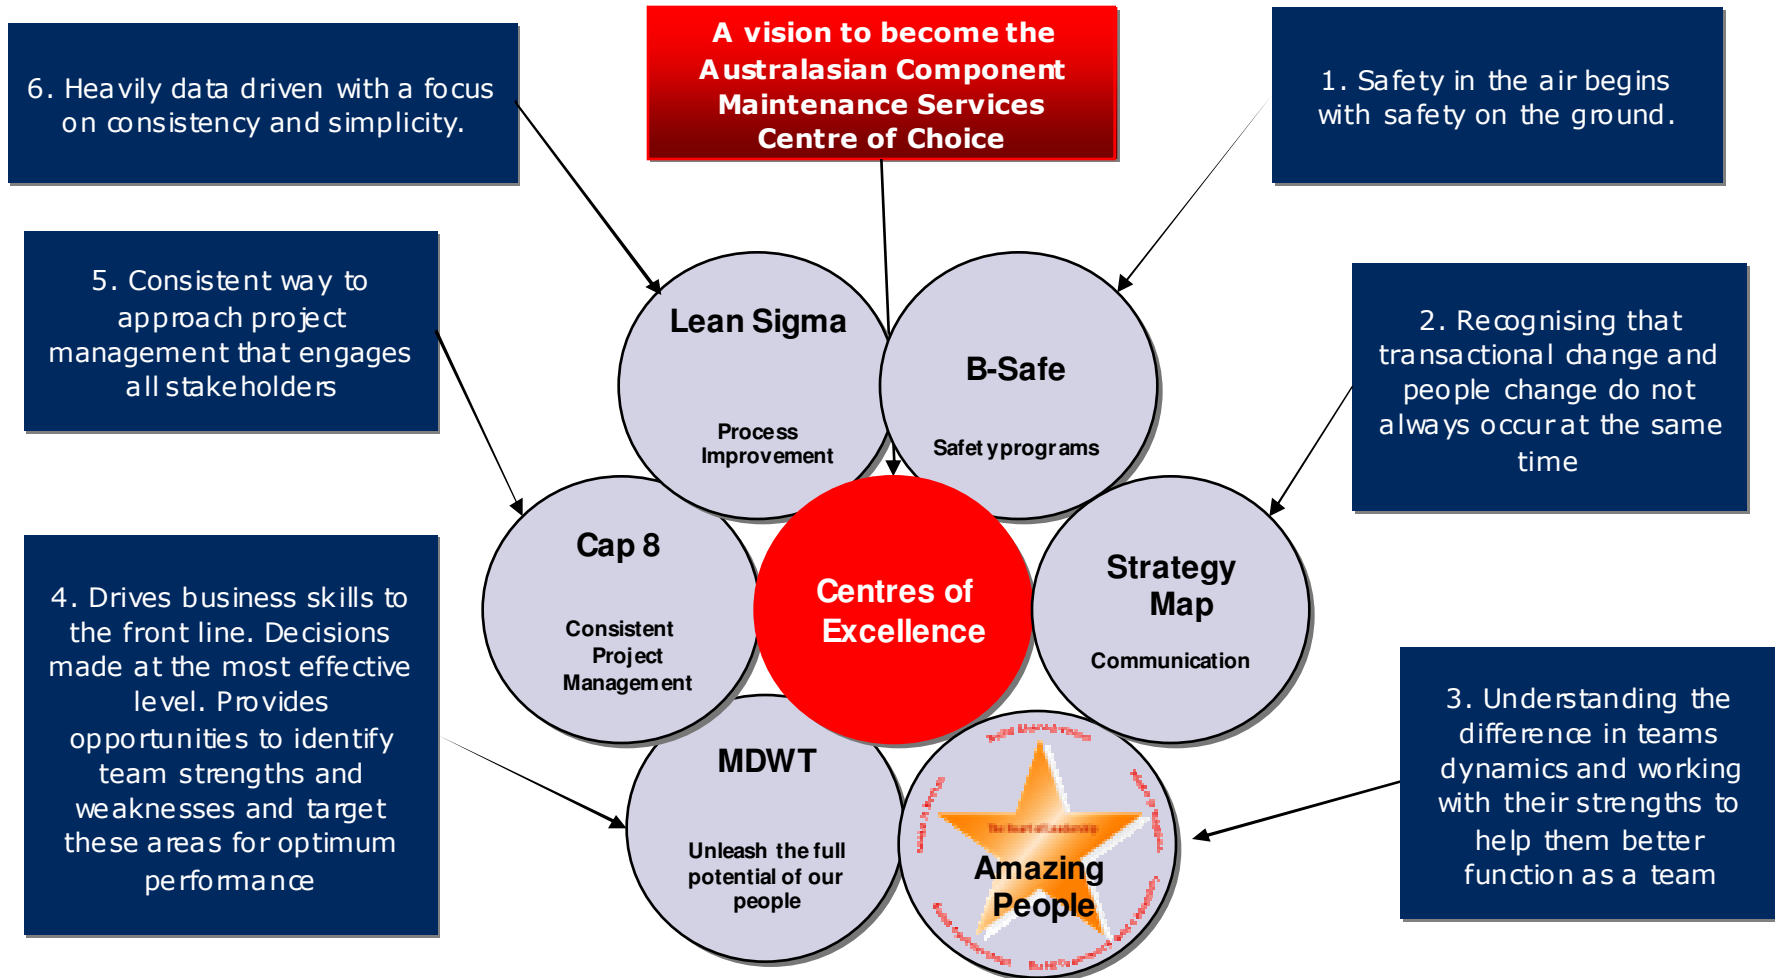 A vision to become the
Australasian Component
Maintenance Services
Centre of Choice
6. Heavily data driven with a focus
on consistency and simplicity.
1. Safety in the air begins
with safety on the ground.
5. Consistent way to
approach project
management that engages
all stakeholders
2. Recognising that
transactional change and
people change do not
always occur at the same
time
4. Drives business skills to
the front line. Decisions
made at the most effective
level. Provides
opportunities to identify
team strengths and
weaknesses and target
these areas for optimum
performance
3. Understanding the
difference in teams
dynamics and working
with their strengths to
help them better
function as a team
Lean Sigma
Process
Improvement
B-Safe
Safety programs
Cap 8
Consistent
Project
Management
Centres of
Excellence
Strategy
Map
Communication
MDWT
Unleash the full
potential of our
people
The Heart of Leadership
Amazing
People